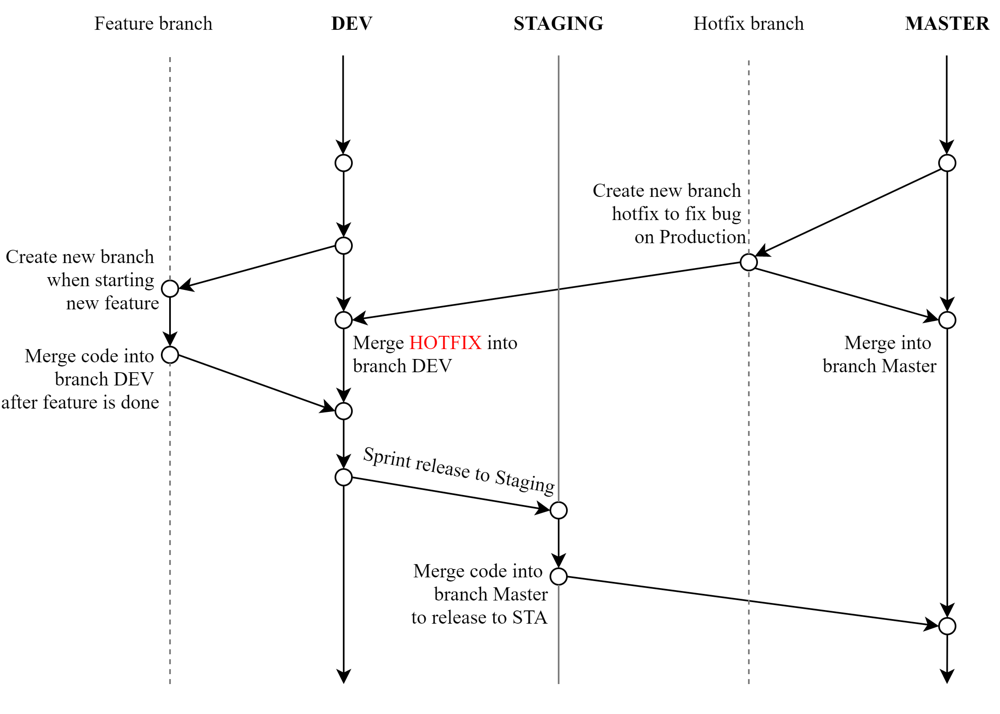 Feature branch
DEV
STAGING
Hotfix branch
MASTER
Create new branch
hotfix to fix bug
on Production
Create new branch
when starting
new feature
Merge HOTFIX into
branch DEV
Merge into
branch Master
Merge code into
branch DEV
after feature is done
Sprint release to Staging
Merge code into
branch Master
to release to STA